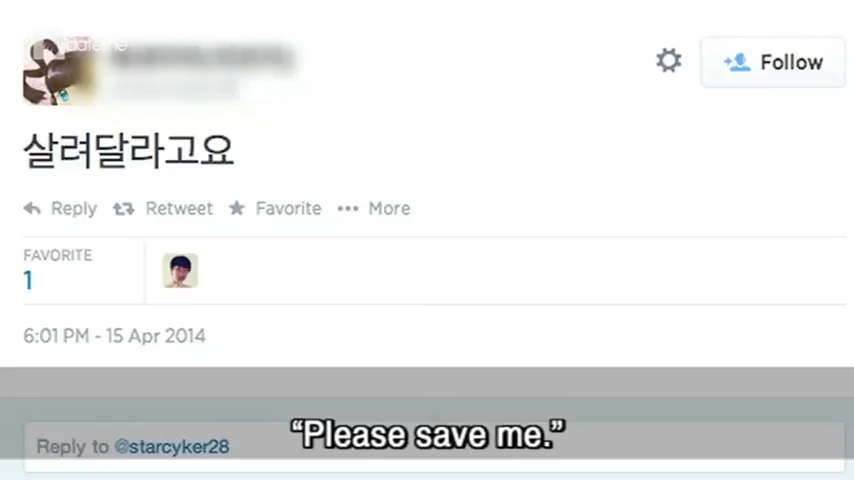 Follow
살려달라고요
Reply Retweet Favorite ••• More
FAVORITE
1
6:01 PM - 15 Apr 2014
Reply to @starcyker28
“Please save me.”